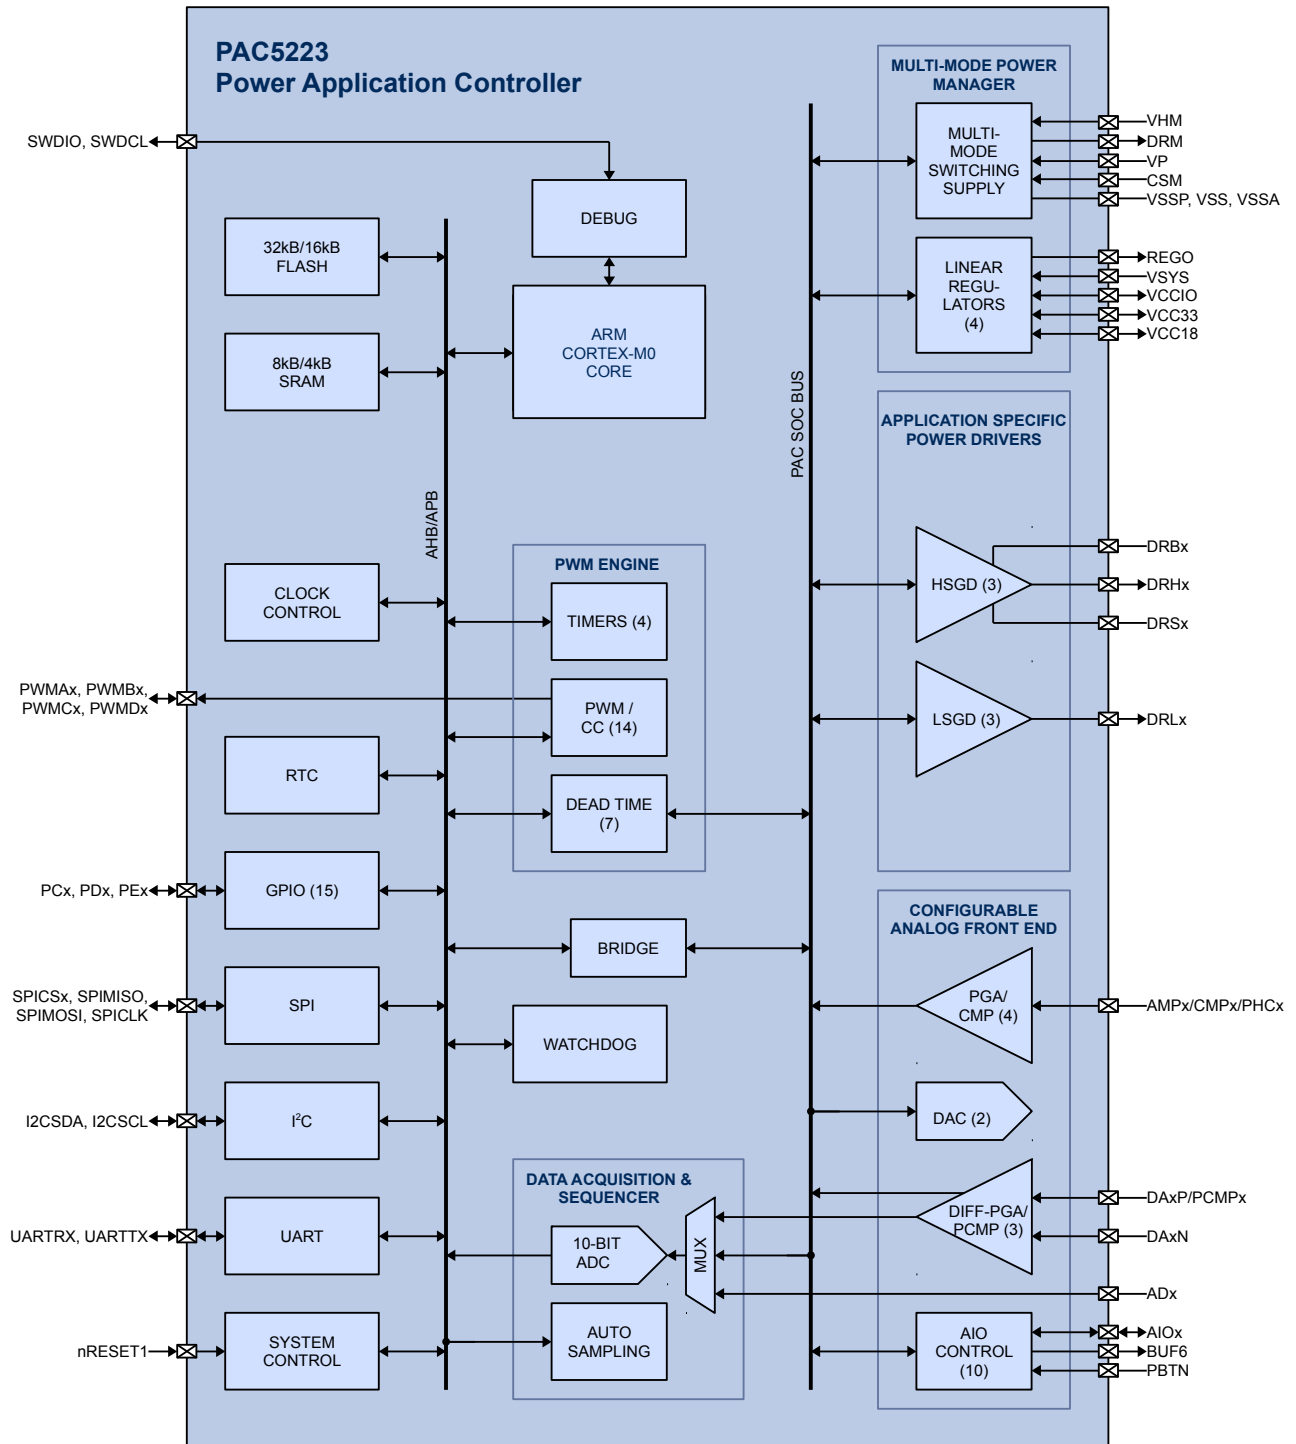 PAC5223
Power Application Controller
SWDIO, SWDCL
DEBUG
32kB/16kB
FLASH
8kB/4kB
SRAM
ARM
CORTEX-M0
CORE
AHB/APB
PAC SOC BUS
CLOCK
CONTROL
PWM ENGINE
TIMERS (4)
PWMAx, PWMBx,
PWMCx, PWMDx
PWM /
CC (14)
RTC
DEAD TIME
(7)
PCx, PDx, PEx
GPIO (15)
BRIDGE
SPICSx, SPIMISO,
SPIMOSI, SPICLK
SPI
WATCHDOG
I2CSDA, I2CSCL
I²C
DATA ACQUISITION &
SEQUENCER
UARTRX, UARTTX
UART
10-BIT
ADC
MUX
nRESET1
SYSTEM
CONTROL
AUTO
SAMPLING
MULTI-MODE POWER
MANAGER
MULTI-
MODE
SWITCHING
SUPPLY
VHM
DRM
VP
CSM
VSSP, VSS, VSSA
LINEAR
REGU-
LATORS
(4)
REGO
VSYS
VCCIO
VCC33
VCC18
APPLICATION SPECIFIC
POWER DRIVERS
HSGD (3)
DRBx
DRHx
DRSx
LSGD (3)
DRLx
CONFIGURABLE
ANALOG FRONT END
PGA/
CMP (4)
AMPx/CMPx/PHCx
DAC (2)
DIFF-PGA/
PCMP (3)
DAxP/PCMPx
DAxN
ADx
AIO
CONTROL
(10)
AIOx
BUF6
PBTN